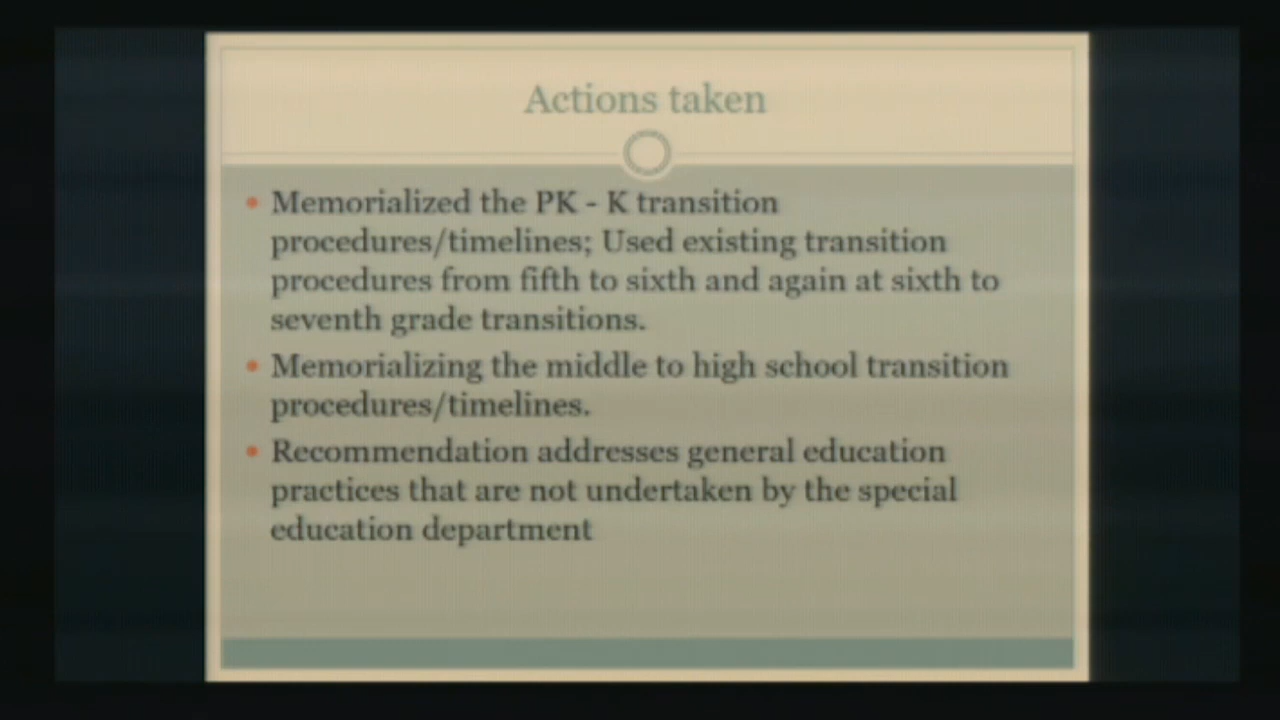 Actions taken
• Memorialized the PK - K transition
procedures/timelines; Used existing transition
procedures from fifth to sixth and again at sixth to
seventh grade transitions.
• Memorializing the middle to high school transition
procedures/timelines.
• Recommendation addresses general education
practices that are not undertaken by the special
education department